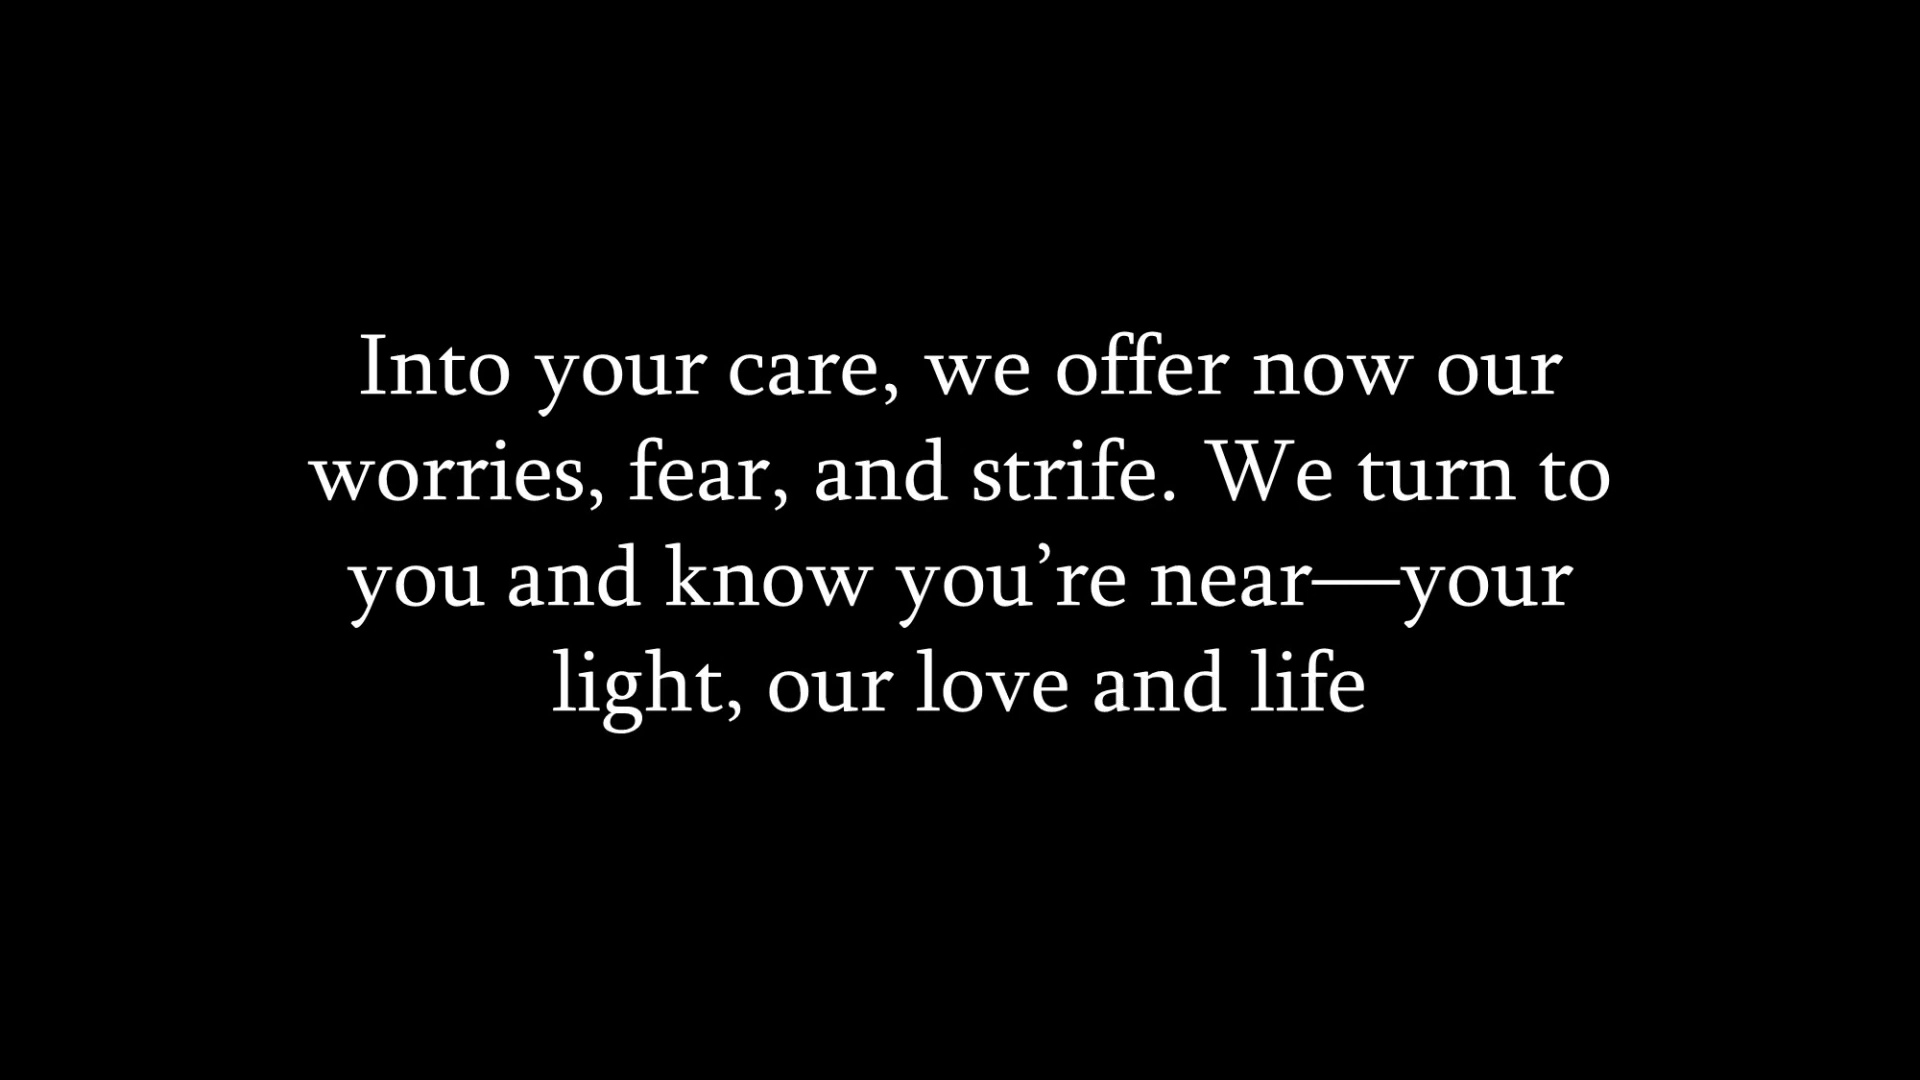 Into your care, we offer now our
worries, fear, and strife. We turn to
you and know you’re near—your
light, our love and life